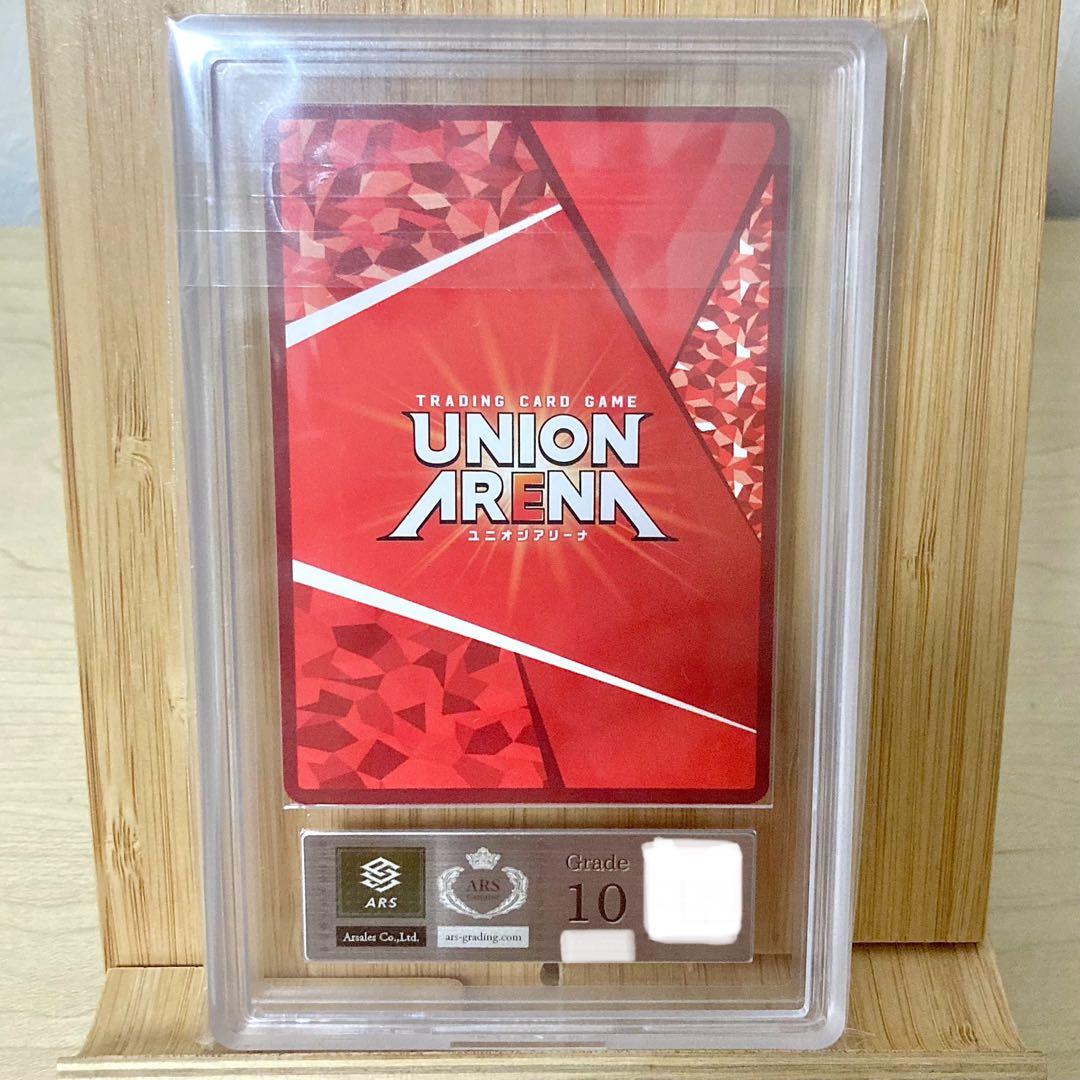 TRADING CARD GAME
UNION
ARENA
ユニオンアリーナ
ARS
Arsales Co.,Ltd.
ARS
ars-grading.com
Grade
10